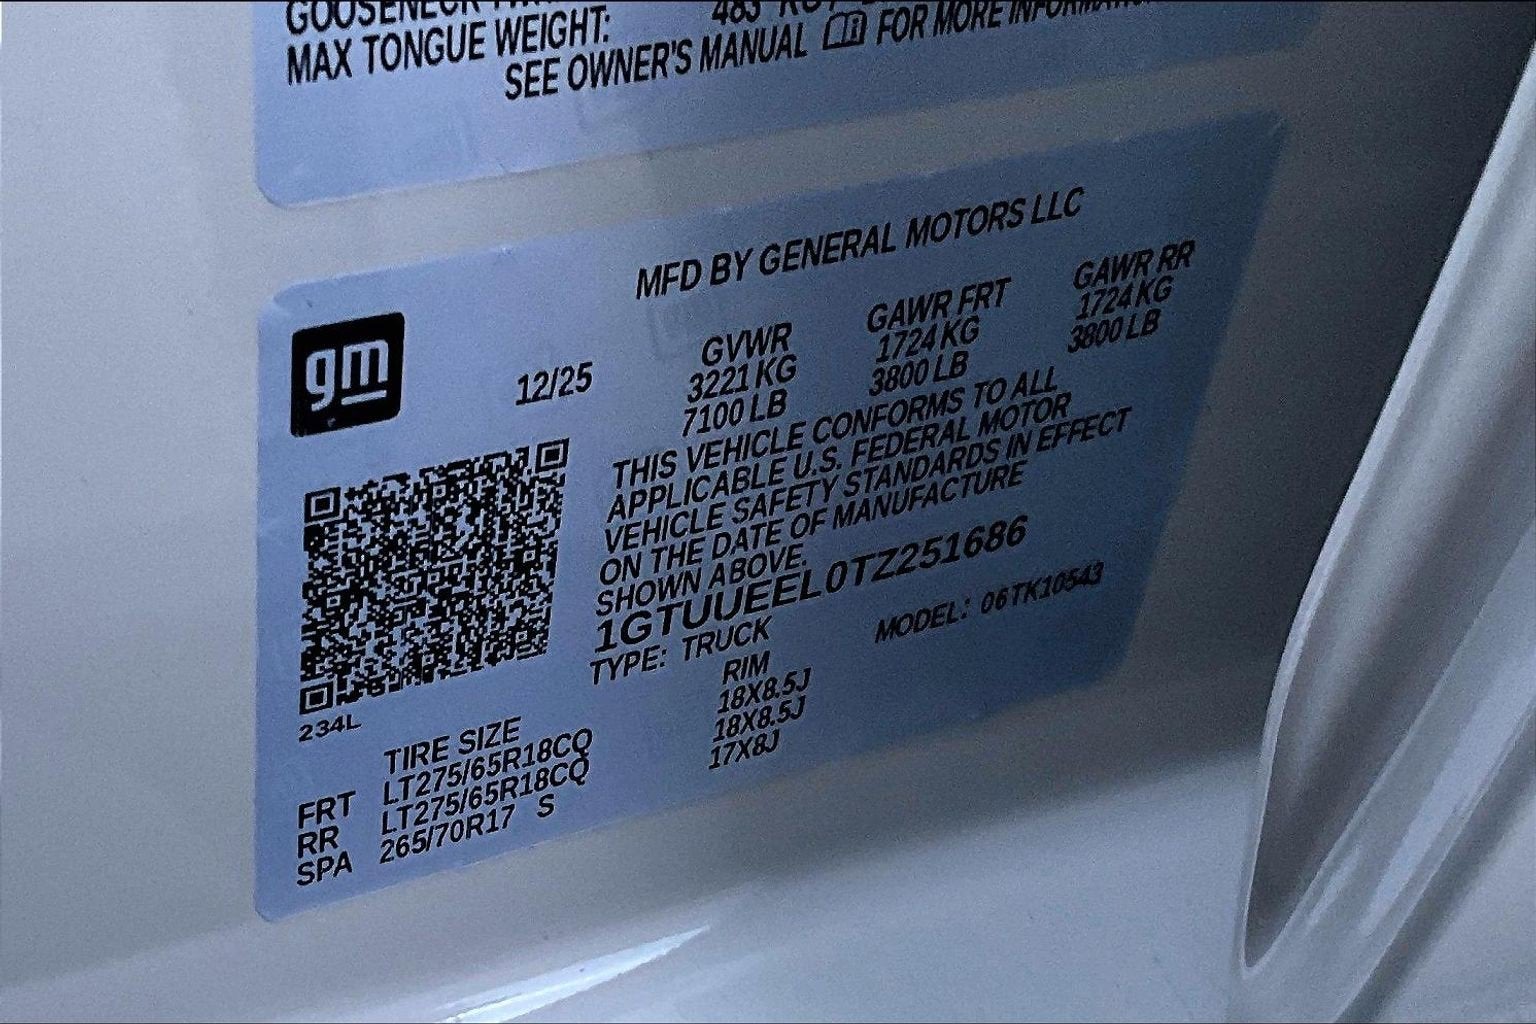 GOOSENECK
MAX TONGUE WEIGHT: 483 KG
SEE OWNER'S MANUAL FOR MORE INFORMATION
MFD BY GENERAL MOTORS LLC
gm
12/25
GVWR GAWR FRT GAWR RR
3221 KG 1724 KG 1724 KG
7100 LB 3800 LB 3800 LB
THIS VEHICLE CONFORMS TO ALL
APPLICABLE U.S. FEDERAL MOTOR
VEHICLE SAFETY STANDARDS IN EFFECT
ON THE DATE OF MANUFACTURE
SHOWN ABOVE.
1GTUUEEL0TZ251686
TYPE: TRUCK MODEL: 06TK10543
234L
TIRE SIZE RIM
FRT LT275/65R18CQ 18X8.5J
RR LT275/65R18CQ 18X8.5J
SPA 265/70R17 S 17X8J